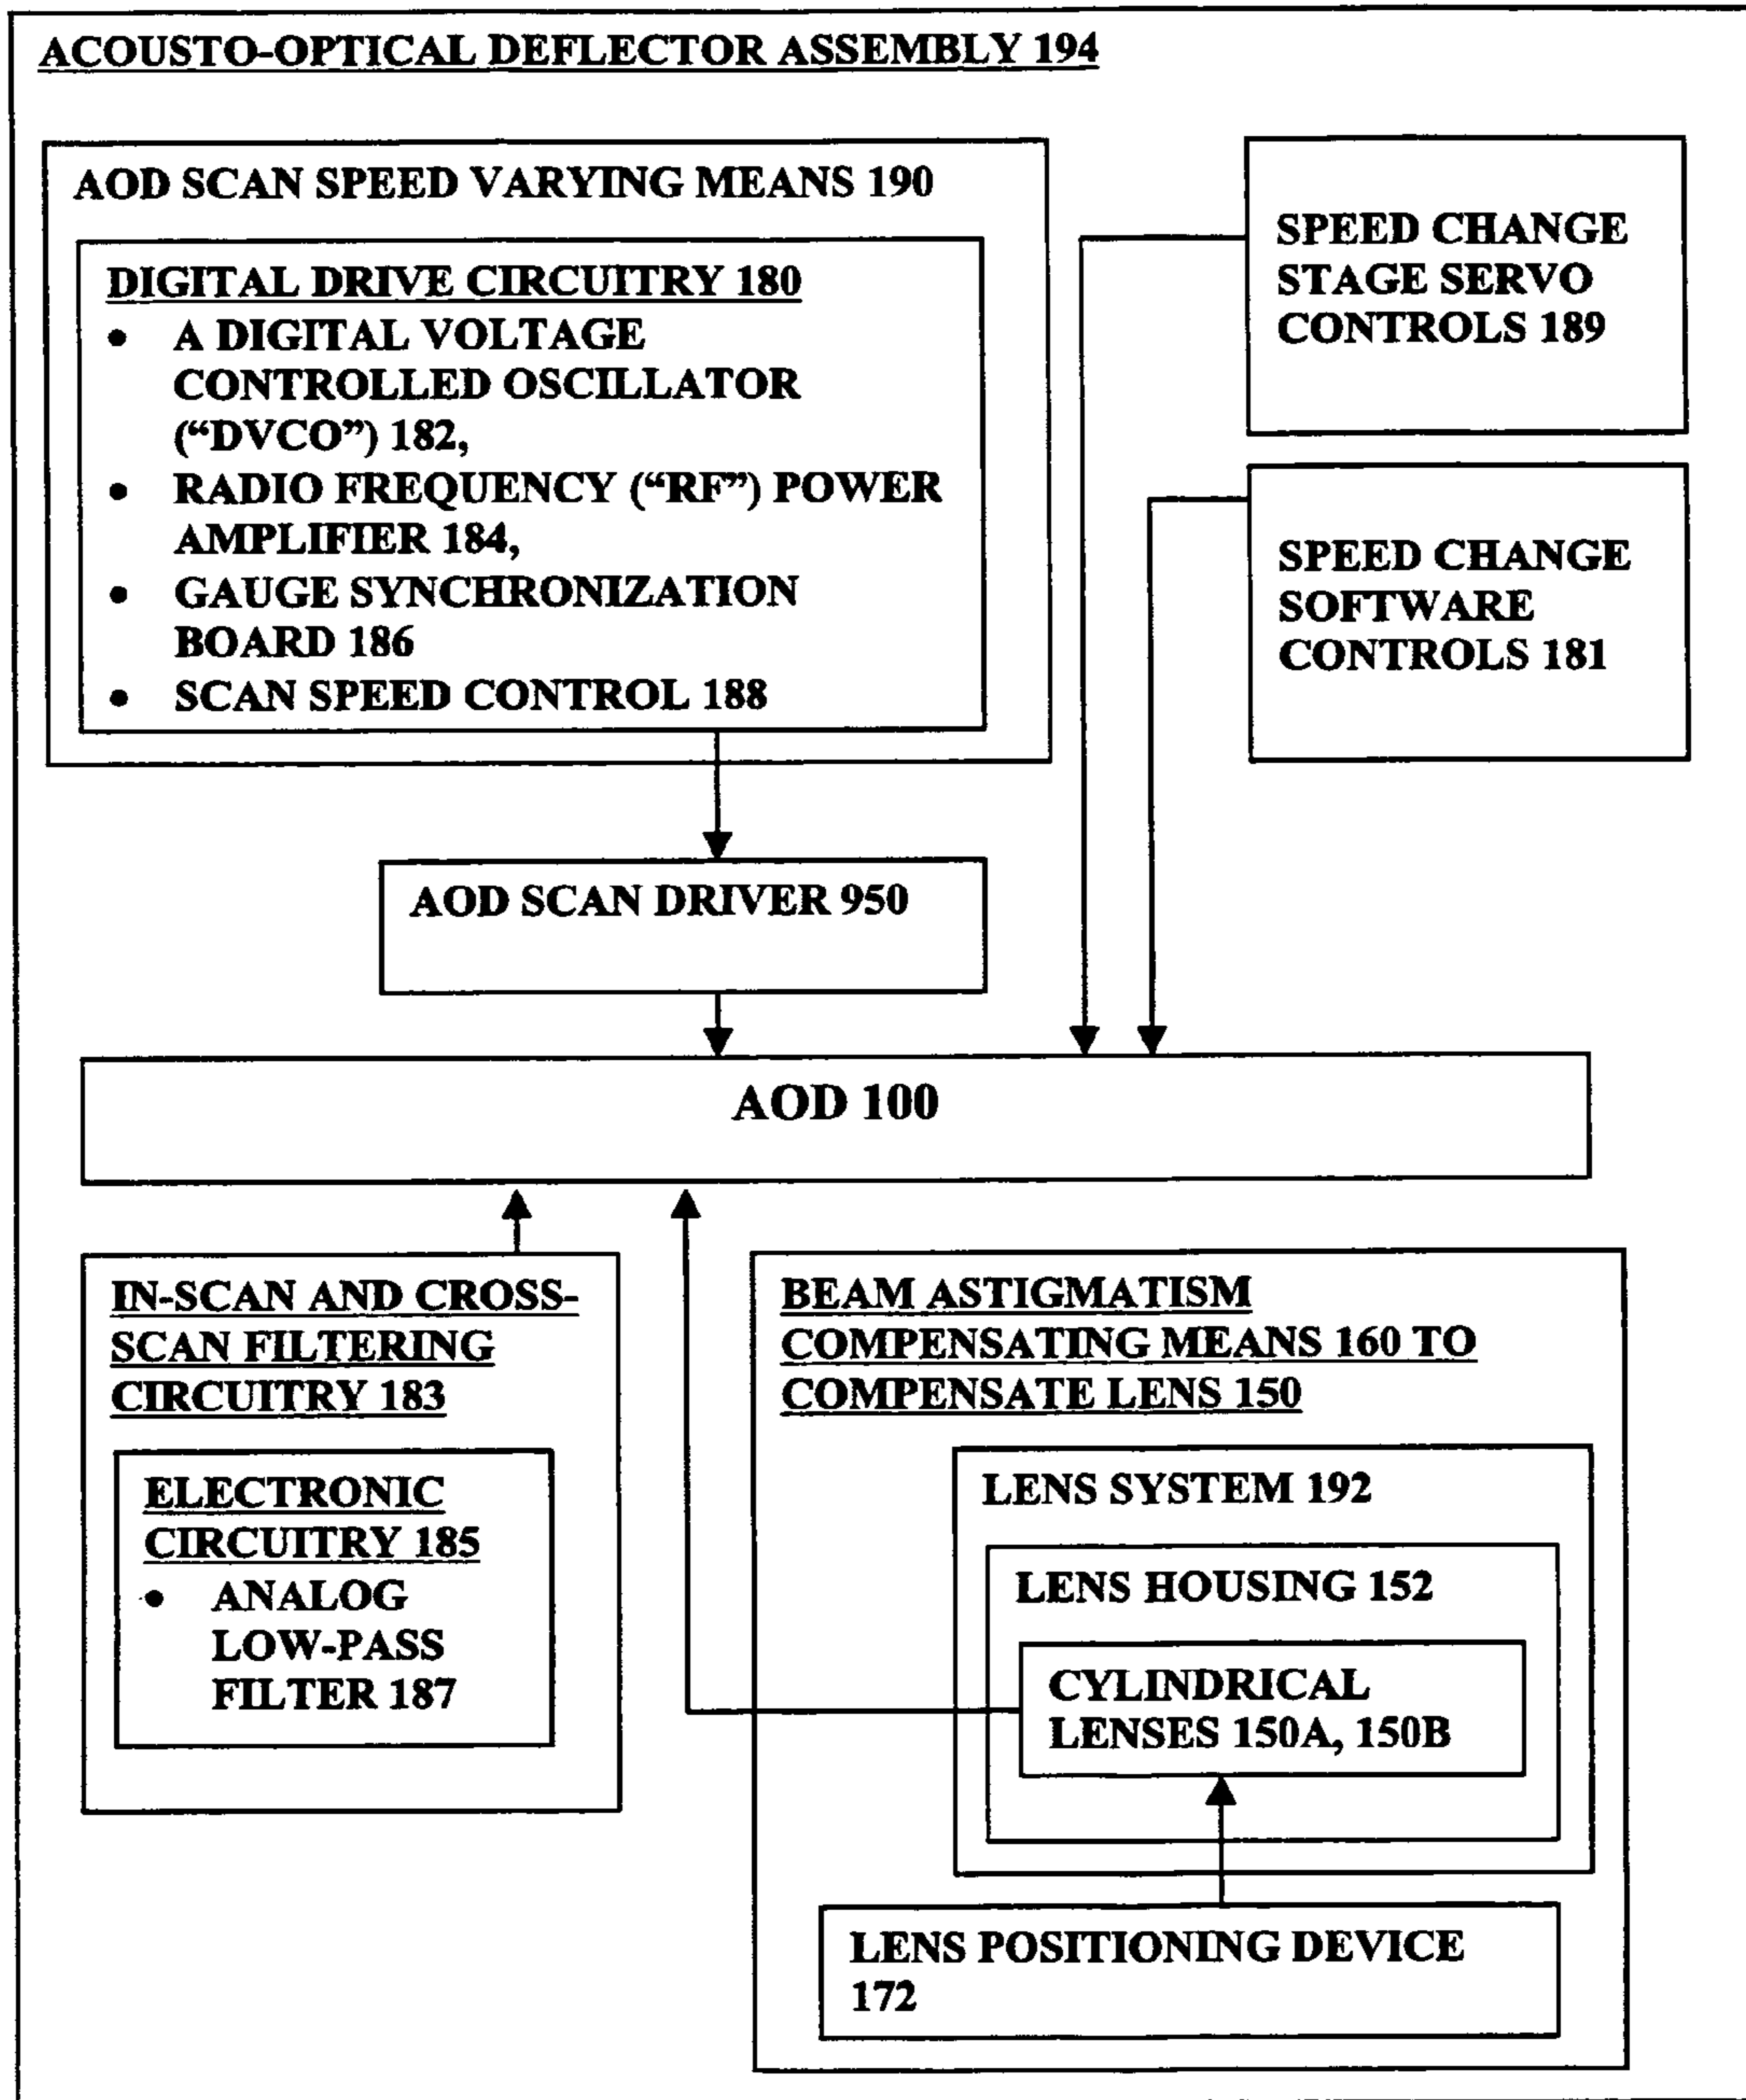 ACOUSTO-OPTICAL DEFLECTOR ASSEMBLY 194
AOD SCAN SPEED VARYING MEANS 190
DIGITAL DRIVE CIRCUITRY 180
• A DIGITAL VOLTAGE
CONTROLLED OSCILLATOR
(“DVCO”) 182,
• RADIO FREQUENCY (“RF”) POWER
AMPLIFIER 184,
• GAUGE SYNCHRONIZATION
BOARD 186
• SCAN SPEED CONTROL 188
SPEED CHANGE
STAGE SERVO
CONTROLS 189
SPEED CHANGE
SOFTWARE
CONTROLS 181
AOD SCAN DRIVER 950
AOD 100
IN-SCAN AND CROSS-
SCAN FILTERING
CIRCUITRY 183
ELECTRONIC
CIRCUITRY 185
• ANALOG
LOW-PASS
FILTER 187
BEAM ASTIGMATISM
COMPENSATING MEANS 160 TO
COMPENSATE LENS 150
LENS SYSTEM 192
LENS HOUSING 152
CYLINDRICAL
LENSES 150A, 150B
LENS POSITIONING DEVICE
172